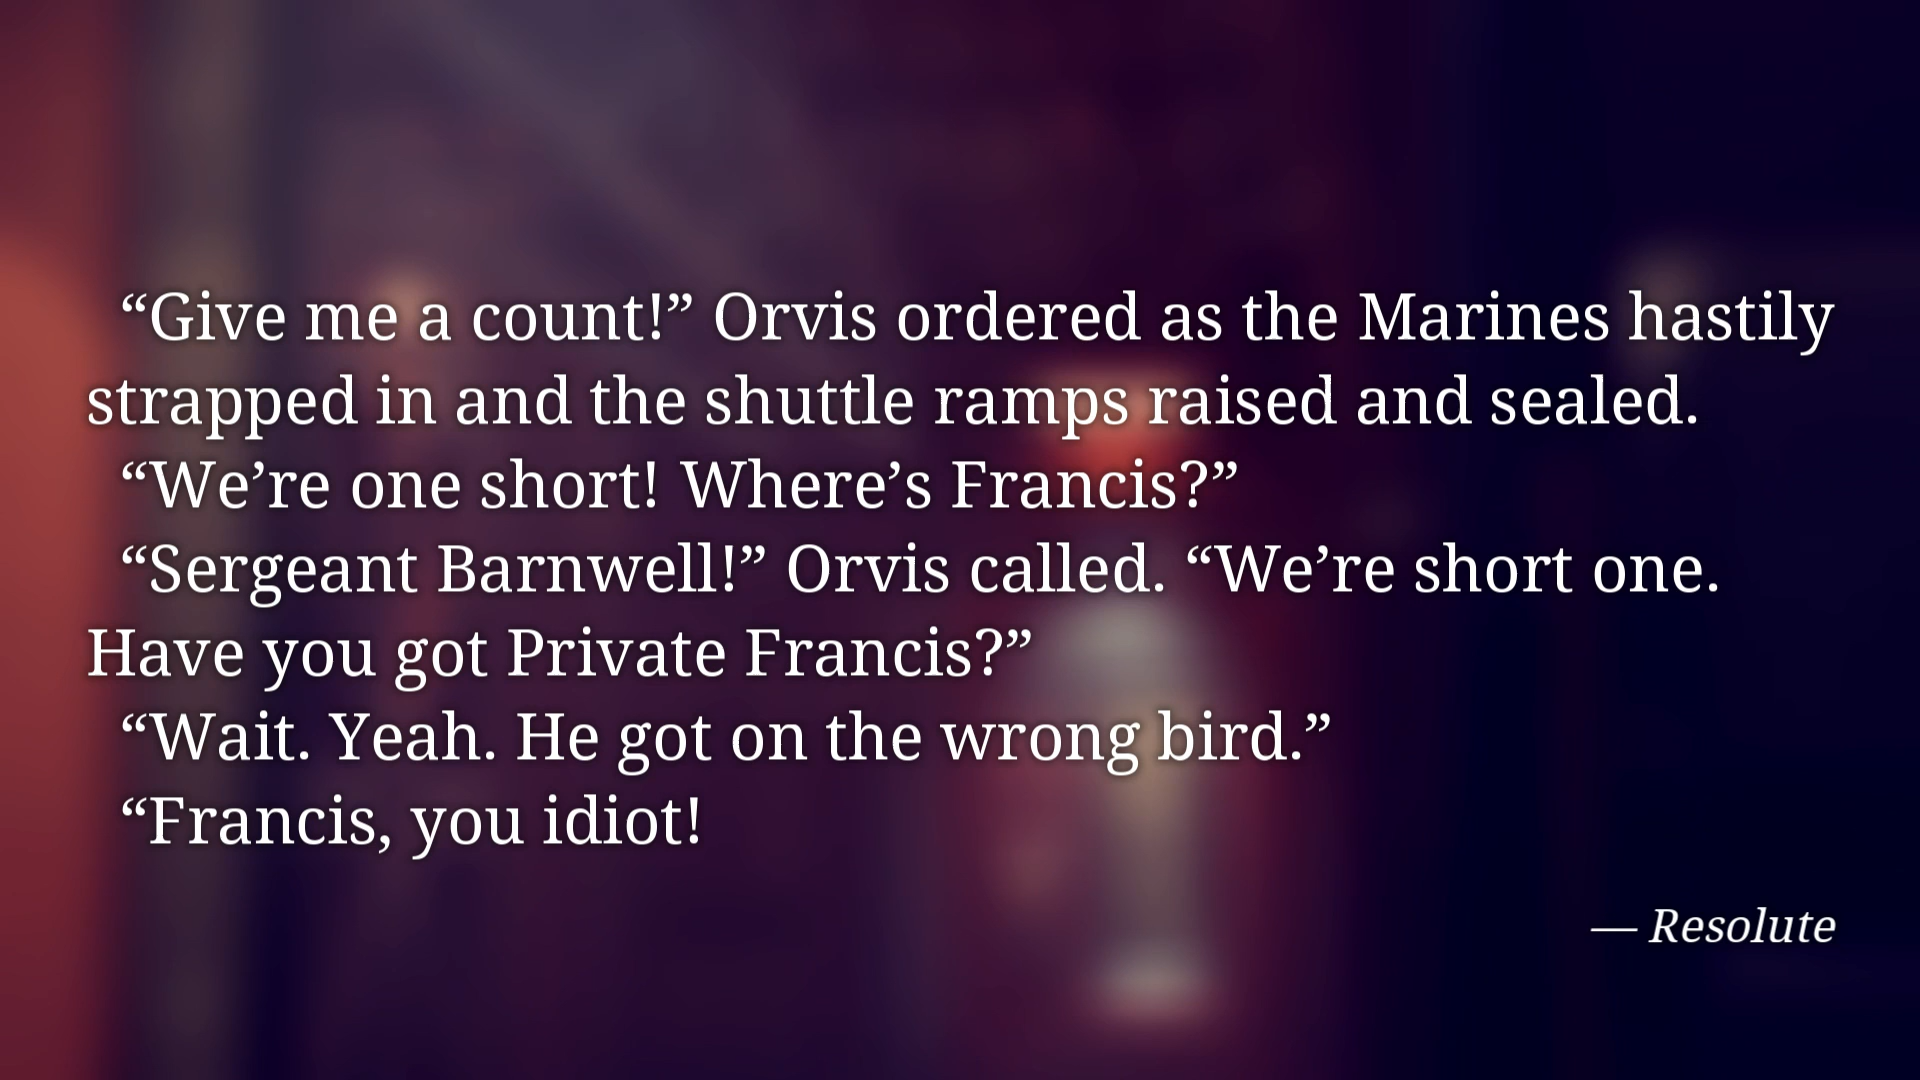 “Give me a count!” Orvis ordered as the Marines hastily
strapped in and the shuttle ramps raised and sealed.
“We’re one short! Where’s Francis?”
“Sergeant Barnwell!” Orvis called. “We’re short one.
Have you got Private Francis?”
“Wait. Yeah. He got on the wrong bird.”
“Francis, you idiot!
— Resolute